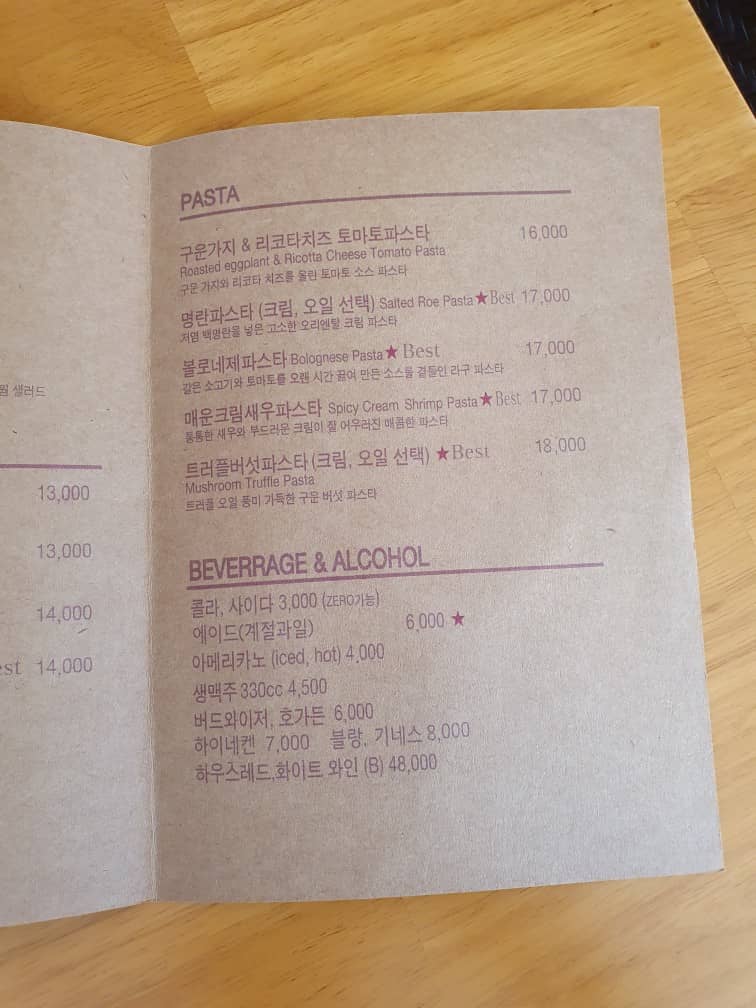 웜 샐러드
13,000
13,000
14,000
est 14,000
PASTA
구운가지 & 리코타치즈 토마토파스타 16,000
Roasted eggplant & Ricotta Cheese Tomato Pasta
구운 가지와 리코타 치즈를 올린 토마토 소스 파스타
명란파스타 (크림, 오일 선택) Salted Roe Pasta★Best 17,000
저염 백명란을 넣은 고소한 오리엔탈 크림 파스타
볼로네제파스타 Bolognese Pasta★Best 17,000
갈은 소고기와 토마토를 오랜 시간 끓여 만든 소스를 곁들인 라구 파스타
매운크림새우파스타 Spicy Cream Shrimp Pasta★Best 17,000
통통한 새우와 부드러운 크림이 잘 어우러진 매콤한 파스타
트러플버섯파스타 (크림, 오일 선택) ★Best 18,000
Mushroom Truffle Pasta
트러플 오일 풍미 가득한 구운 버섯 파스타
BEVERRAGE & ALCOHOL
콜라, 사이다 3,000 (ZERO가능)
에이드(계절과일) 6,000 ★
아메리카노 (iced, hot) 4,000
생맥주 330cc 4,500
버드와이저, 호가든 6,000
하이네켄 7,000 블랑, 기네스 8,000
하우스레드,화이트 와인 (B) 48,000